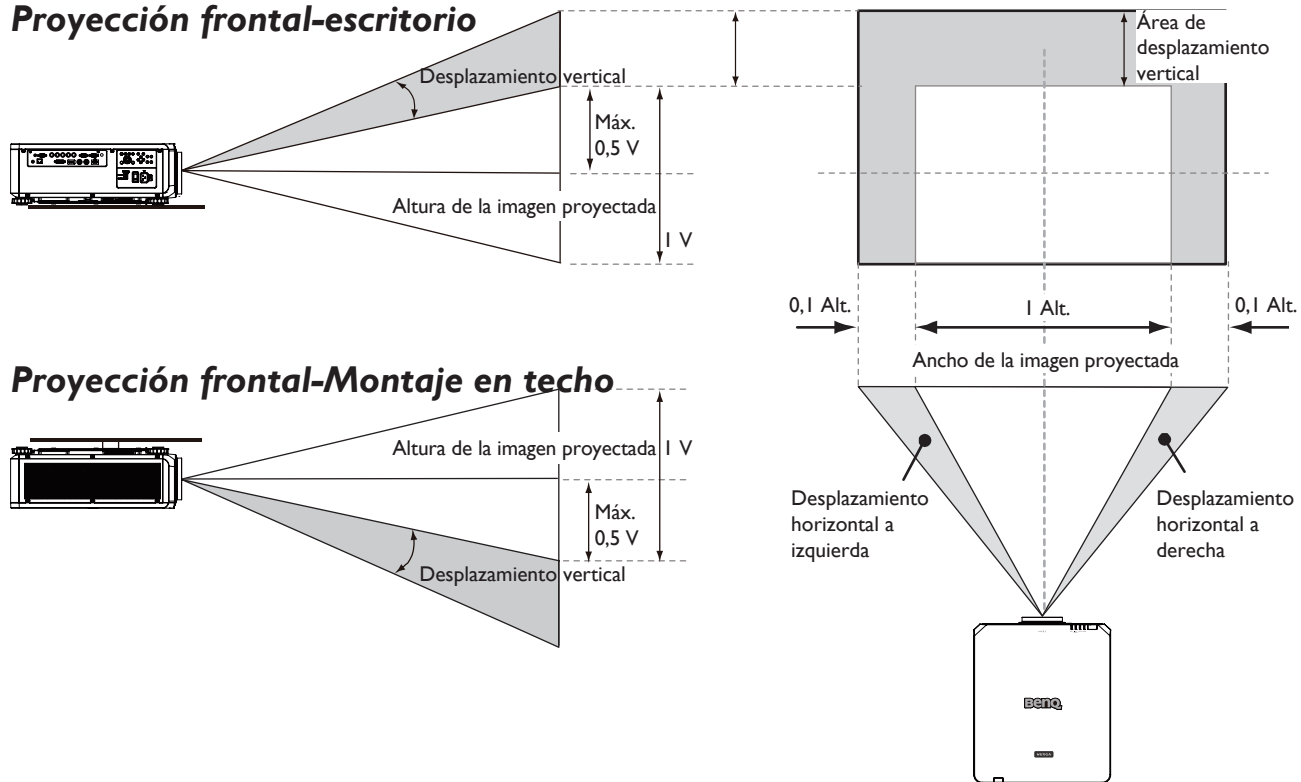 Proyección frontal-escritorio
Desplazamiento vertical
Máx.
0,5 V
Altura de la imagen proyectada
1 V
Área de
desplazamiento
vertical
0,1 Alt.
1 Alt.
0,1 Alt.
Ancho de la imagen proyectada
Proyección frontal-Montaje en techo
Altura de la imagen proyectada
1 V
Máx.
0,5 V
Desplazamiento vertical
Desplazamiento
horizontal a
izquierda
Desplazamiento
horizontal a
derecha
BenQ